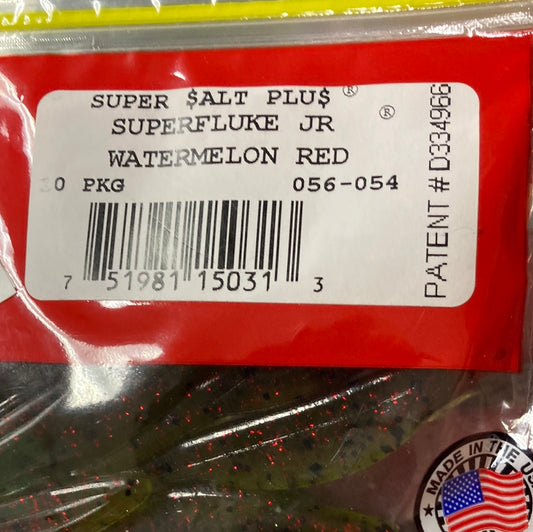 SUPER $ALT PLU$ ®
SUPERFLUKE JR ®
WATERMELON RED
PKG 056-054
7 51981 15031 3
PATENT # D334966
MADE IN THE